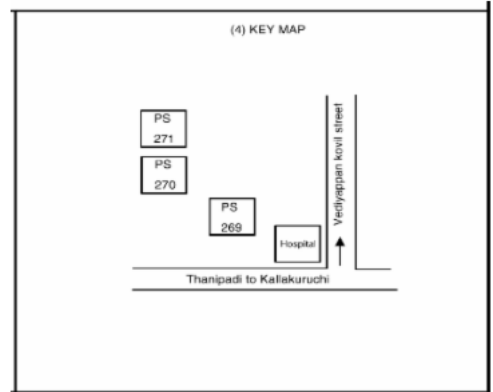 (4) KEY MAP
PS
271
PS
270
PS
269
Hospital
Vediyappan kovil street
Thanipadi to Kallakuruchi